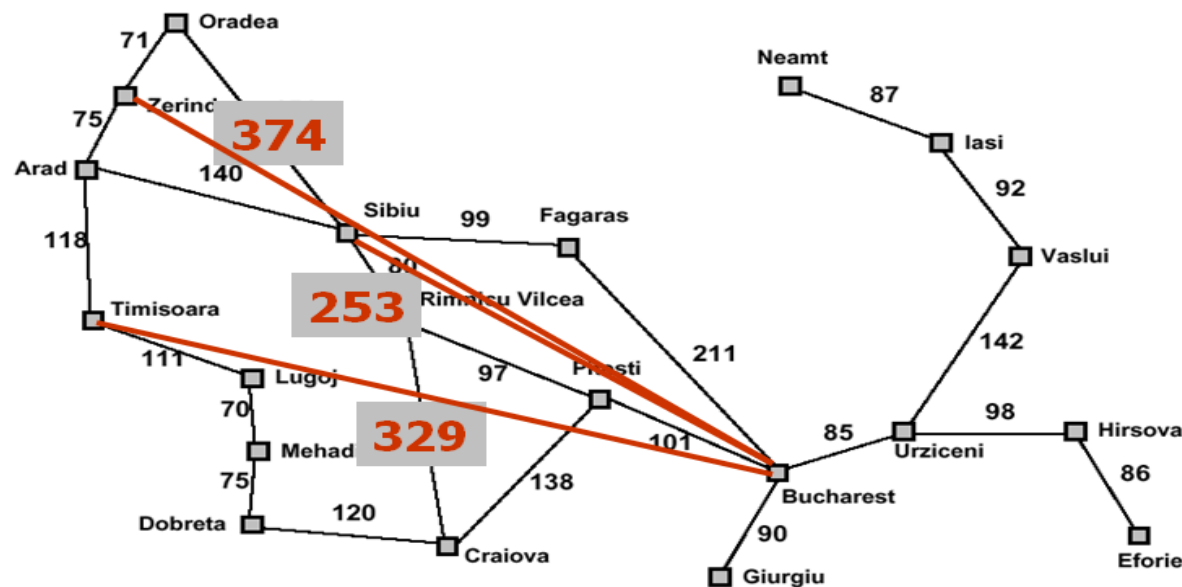 Oradea
71
Neamt
87
Zerind
75
374
Iasi
Arad
140
92
Sibiu
99
Fagaras
118
80
Vaslui
253
Rimnicu Vilcea
Timisoara
142
211
111
97
Pitesti
Lugoj
70
98
Hirsova
329
101
85
Urziceni
Mehad
86
75
138
Bucharest
Dobreta
120
90
Craiova
Eforie
Giurgiu